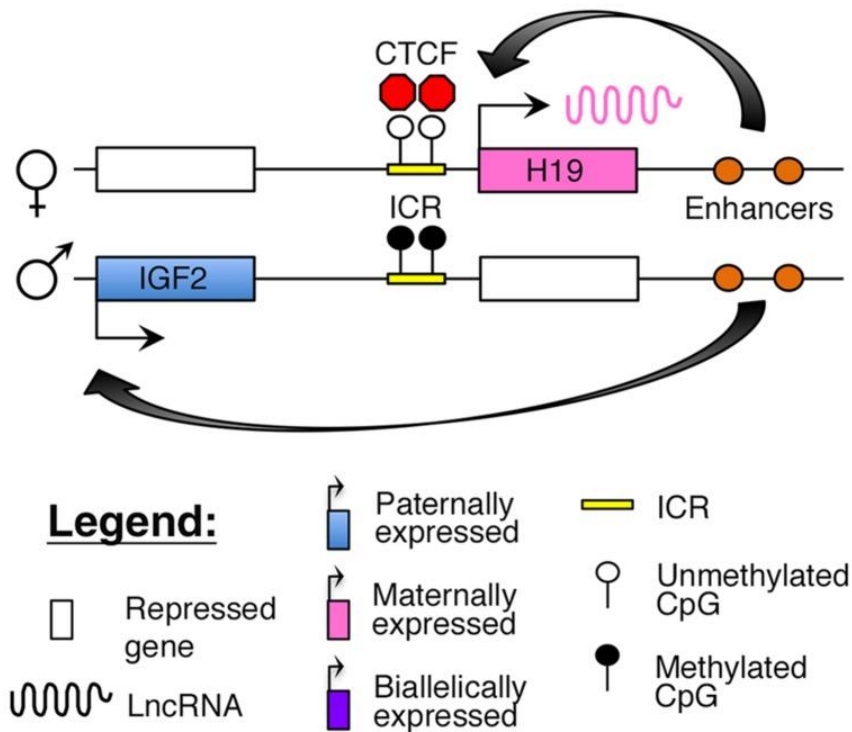 CTCF
H19
Enhancers
ICR
IGF2
Legend:
Repressed
gene
LncRNA
Paternally
expressed
Maternally
expressed
Biallelically
expressed
ICR
Unmethylated
CpG
Methylated
CpG